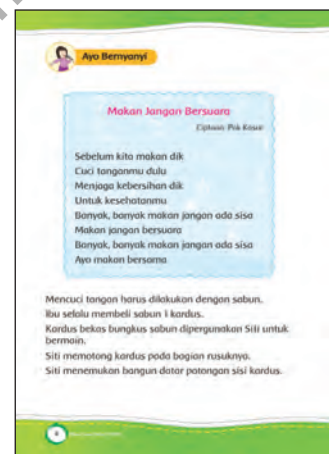 Ayo Bernyanyi
Makan Jangan Bersuara
Ciptaan: Pak Kasur
Sebelum kita makan dik
Cuci tanganmu dulu
Menjaga kebersihan dik
Untuk kesehatanmu
Banyak, banyak makan jangan ada sisa
Makan jangan bersuara
Banyak, banyak makan jangan ada sisa
Ayo makan bersama
Mencuci tangan harus dilakukan dengan sabun.
Ibu selalu membeli sabun 1 kardus.
Kardus bekas bungkus sabun dipergunakan Siti untuk
bermain.
Siti memotong kardus pada bagian rusuknya.
Siti menemukan bangun datar potongan sisi kardus.